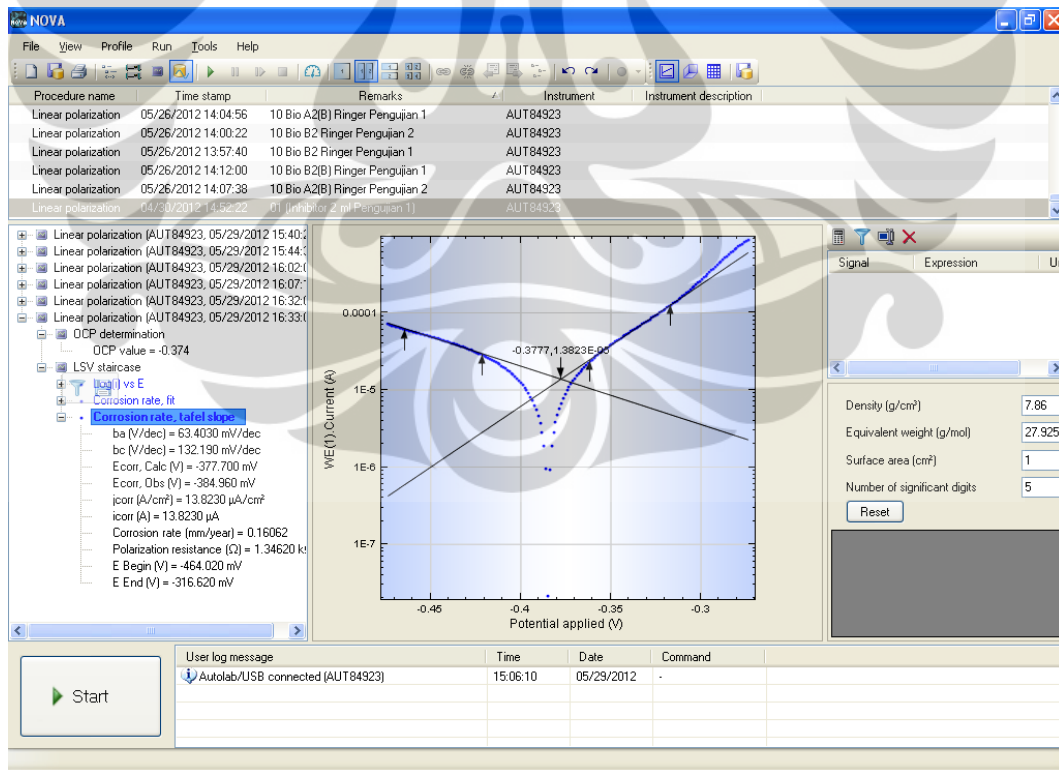 NOVA
File View Profile Run Tools Help
Procedure name Time stamp Remarks Instrument Instrument description
Linear polarization 05/26/2012 14:04:56 10 Bio A2(B) Ringer Pengujian 1 AUT84923
Linear polarization 05/26/2012 14:00:22 10 Bio B2 Ringer Pengujian 2 AUT84923
Linear polarization 05/26/2012 13:57:40 10 Bio B2 Ringer Pengujian 1 AUT84923
Linear polarization 05/26/2012 14:12:00 10 Bio B2(B) Ringer Pengujian 1 AUT84923
Linear polarization 05/26/2012 14:07:38 10 Bio A2(B) Ringer Pengujian 2 AUT84923
Linear polarization 04/30/2012 14:52:22 01 (Inhibitor 2 ml Pengujian 1) AUT84923
Linear polarization (AUT84923, 05/29/2012 15:40:
Linear polarization (AUT84923, 05/29/2012 15:44:
Linear polarization (AUT84923, 05/29/2012 16:02:
Linear polarization (AUT84923, 05/29/2012 16:07:
Linear polarization (AUT84923, 05/29/2012 16:32:
Linear polarization (AUT84923, 05/29/2012 16:33:
OCP determination
OCP value = -0.374
LSV staircase
vs E
Corrosion rate, fit
Corrosion rate, tafel slope
ba (V/dec) = 63.4030 mV/dec
bc (V/dec) = 132.190 mV/dec
Ecorr, Calc (V) = -377.700 mV
Ecorr, Obs (V) = -384.960 mV
jcorr (A/cm²) = 13.8230 µA/cm²
icorr (A) = 13.8230 µA
Corrosion rate (mm/year) = 0.16062
Polarization resistance (Ω) = 1.34620
E Begin (V) = -464.020 mV
E End (V) = -316.620 mV
WE(1).Current (A)
0.0001
1E-5
1E-6
1E-7
-0.3777,1.3823E-05
-0.45 -0.4 -0.35 -0.3
Potential applied (V)
Signal Expression
Density (g/cm³) 7.86
Equivalent weight (g/mol) 27.925
Surface area (cm²) 1
Number of significant digits 5
Reset
Start
User log message Time Date Command
Autolab/USB connected (AUT84923) 15:06:10 05/29/2012 -